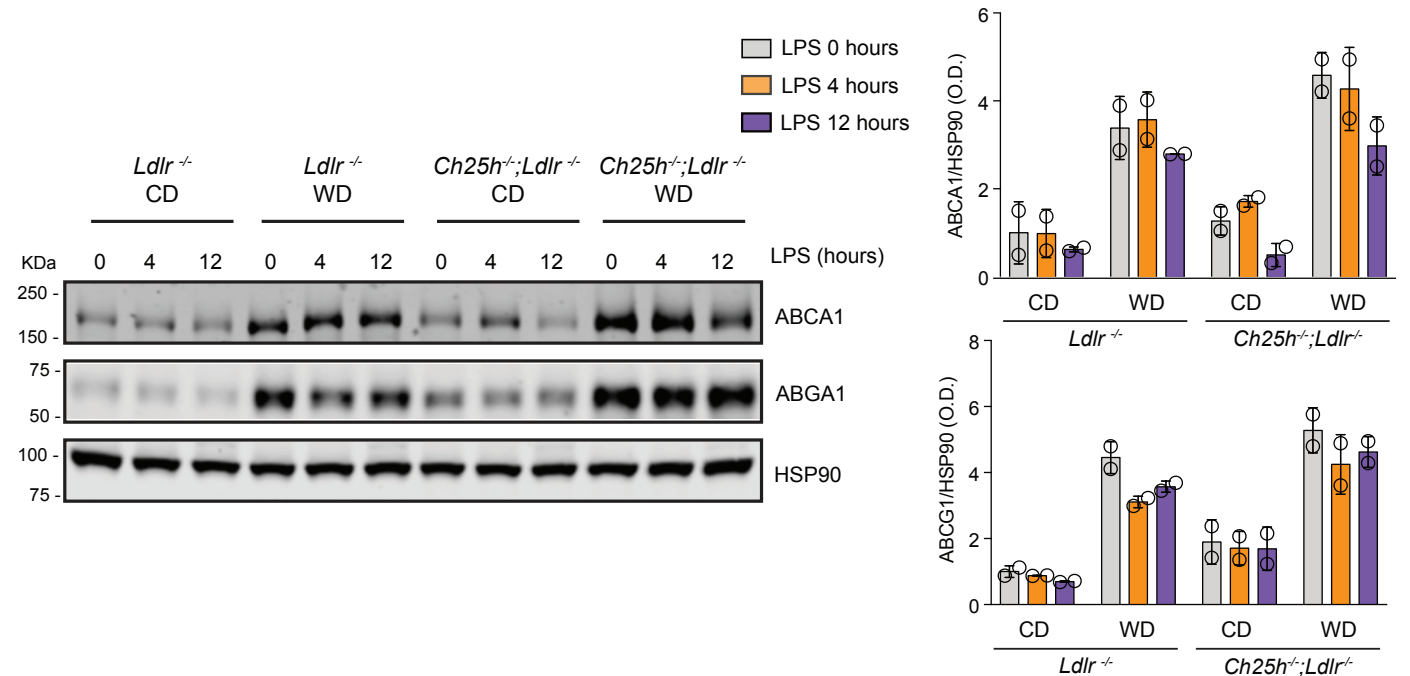 LPS 0 hours
LPS 4 hours
LPS 12 hours
Ldlr -/- Ldlr -/- Ch25h-/-;Ldlr -/- Ch25h-/-;Ldlr -/-
CD WD CD WD
KDa 0 4 12 0 4 12 0 4 12 0 4 12 LPS (hours)
250 -
150 -
ABCA1
75 -
50 -
ABGA1
100 -
75 -
HSP90
ABCA1/HSP90 (O.D.)
6
4
2
0
CD WD CD WD
Ldlr -/- Ch25h-/-;Ldlr-/-
ABCG1/HSP90 (O.D.)
8
6
4
2
0
CD WD CD WD
Ldlr -/- Ch25h-/-;Ldlr-/-